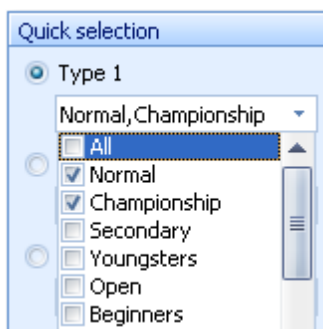 Quick selection
Type 1
Normal,Championship
All
Normal
Championship
Secondary
Youngsters
Open
Beginners